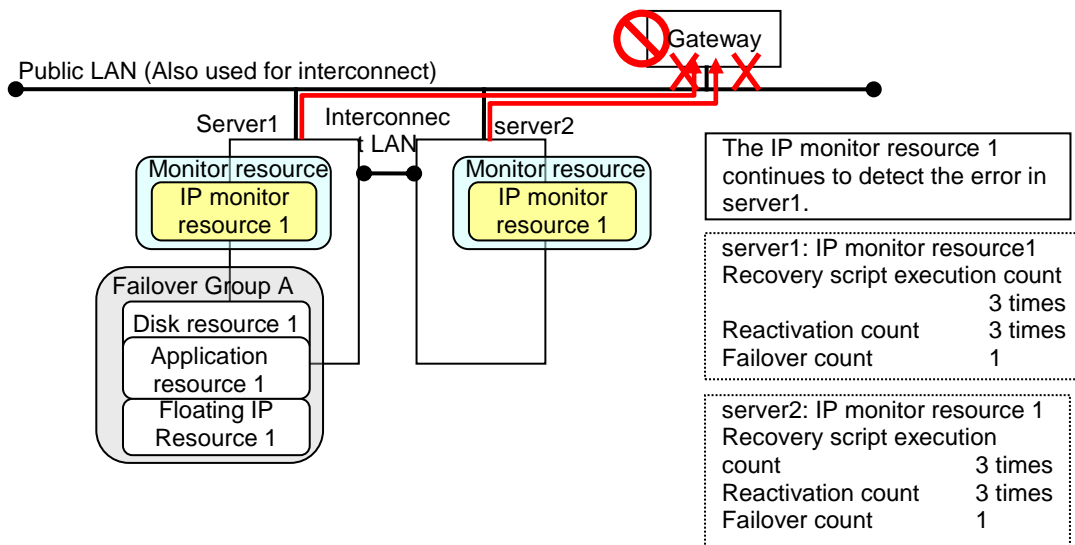 Gateway
Public LAN (Also used for interconnect)
Server1
Interconnec
t LAN
server2
Monitor resource
IP monitor
resource 1
Monitor resource
IP monitor
resource 1
Failover Group A
Disk resource 1
Application
resource 1
Floating IP
Resource 1
The IP monitor resource 1
continues to detect the error in
server1.
server1: IP monitor resource1
Recovery script execution count
3 times
Reactivation count 3 times
Failover count 1
server2: IP monitor resource 1
Recovery script execution
count 3 times
Reactivation count 3 times
Failover count 1